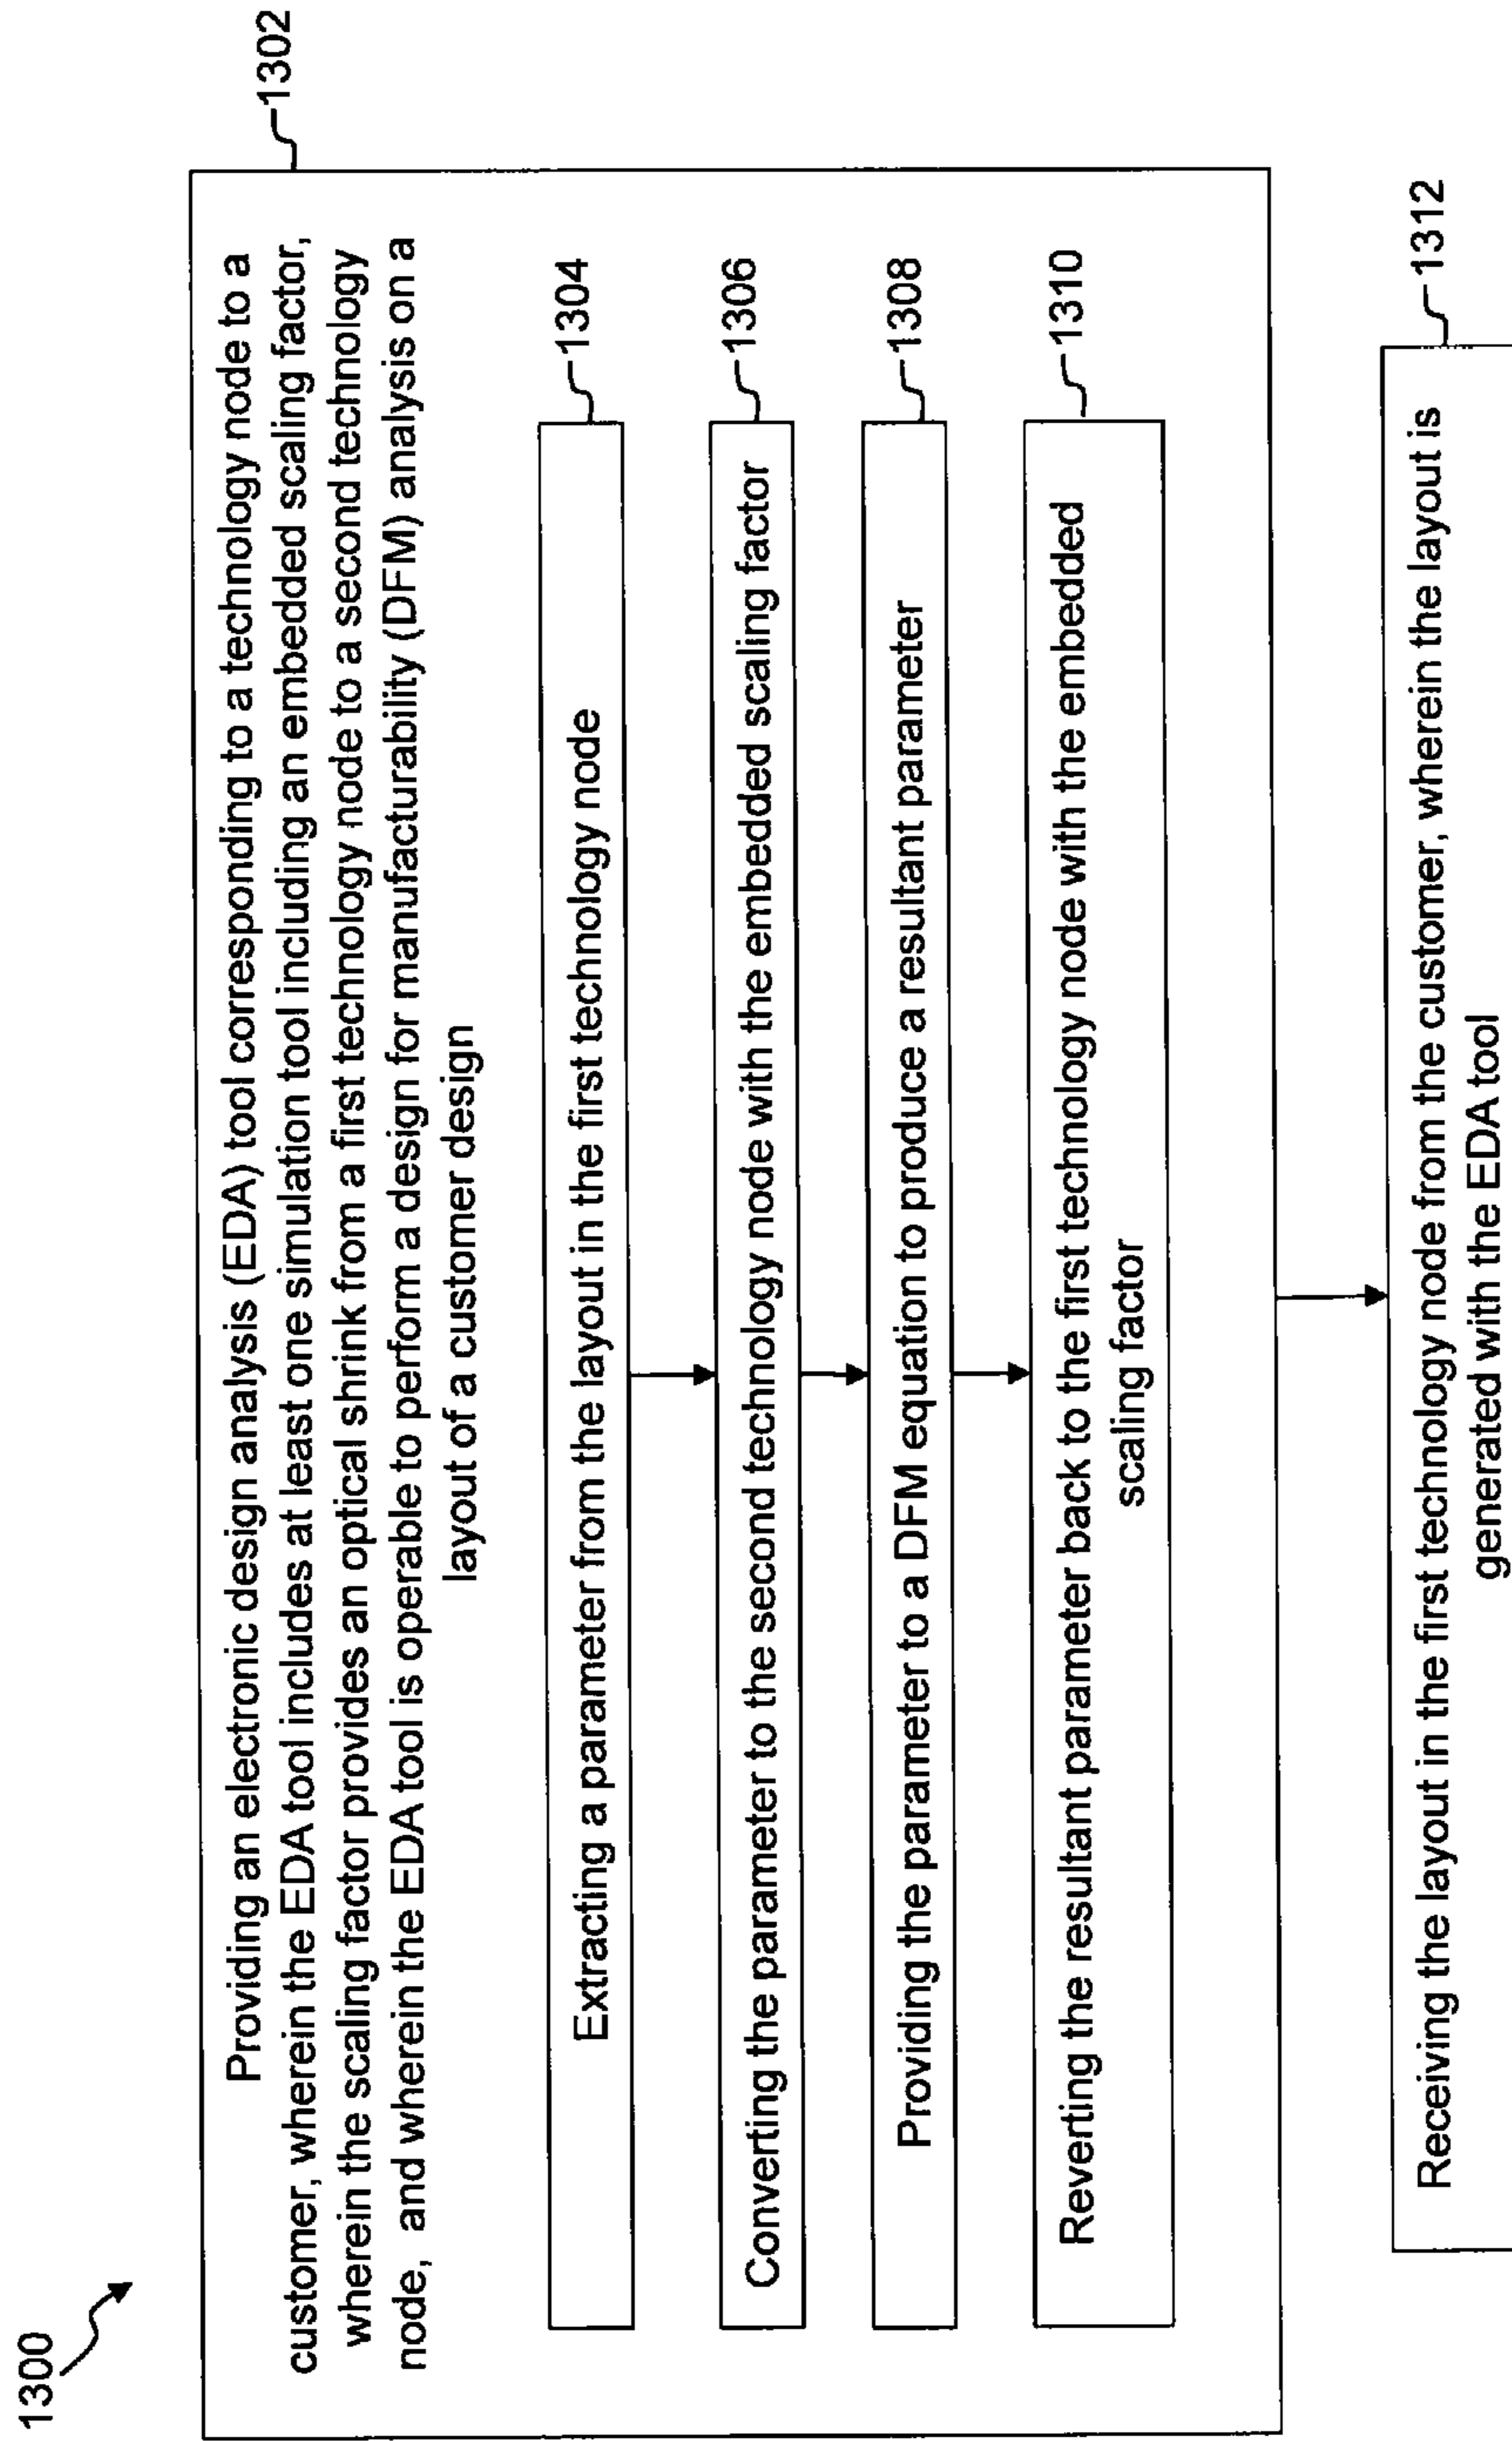 1300
1302
Providing an electronic design analysis (EDA) tool corresponding to a technology node to a
customer, wherein the EDA tool includes at least one simulation tool including an embedded scaling factor,
wherein the scaling factor provides an optical shrink from a first technology node to a second technology
node, and wherein the EDA tool is operable to perform a design for manufacturability (DFM) analysis on a
layout of a customer design
1304
Extracting a parameter from the layout in the first technology node
1306
Converting the parameter to the second technology node with the embedded scaling factor
1308
Providing the parameter to a DFM equation to produce a resultant parameter
1310
Reverting the resultant parameter back to the first technology node with the embedded
scaling factor
1312
Receiving the layout in the first technology node from the customer, wherein the layout is
generated with the EDA tool